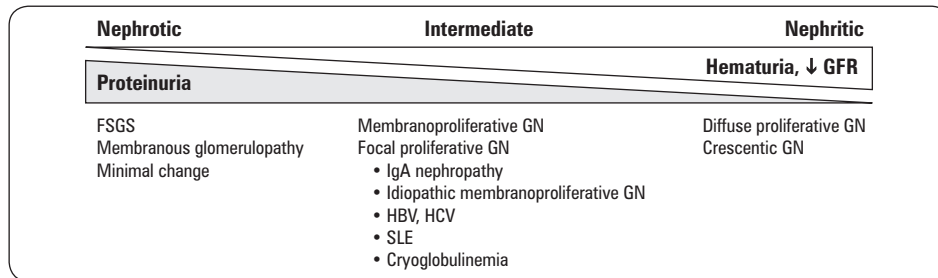 Nephrotic Intermediate Nephritic
Hematuria, ↓ GFR
Proteinuria
FSGS Membranoproliferative GN Diffuse proliferative GN
Membranous glomerulopathy Focal proliferative GN Crescentic GN
Minimal change • IgA nephropathy
• Idiopathic membranoproliferative GN
• HBV, HCV
• SLE
• Cryoglobulinemia